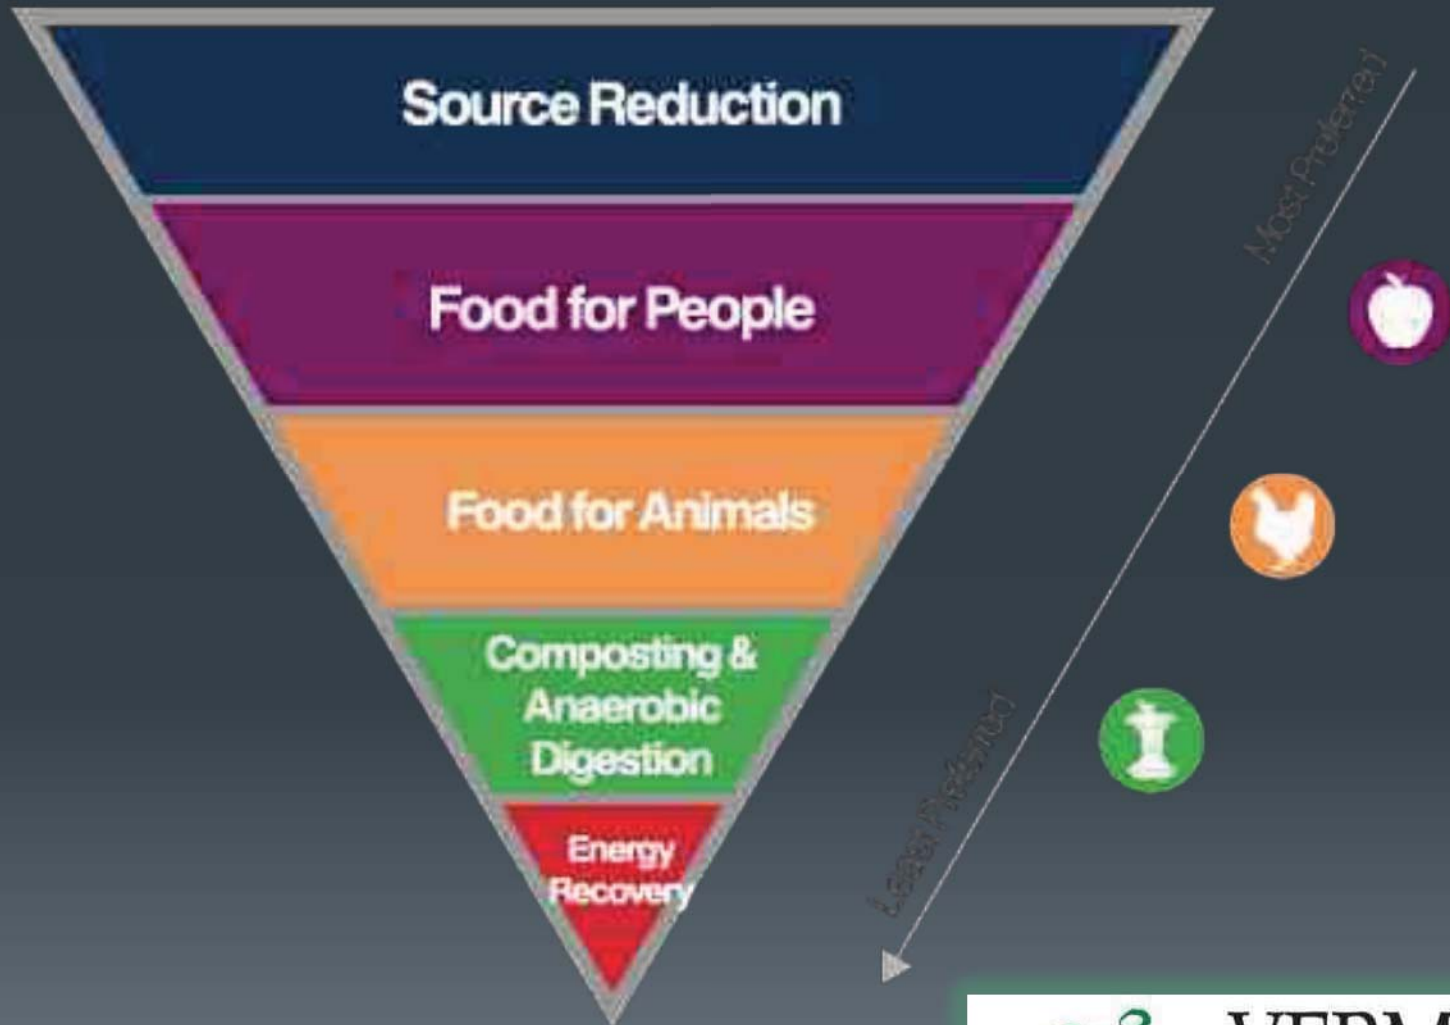 Source Reduction
Most Preferred
Food for People
Food for Animals
Composting &
Anaerobic
Digestion
Least Preferred
Energy
Recovery